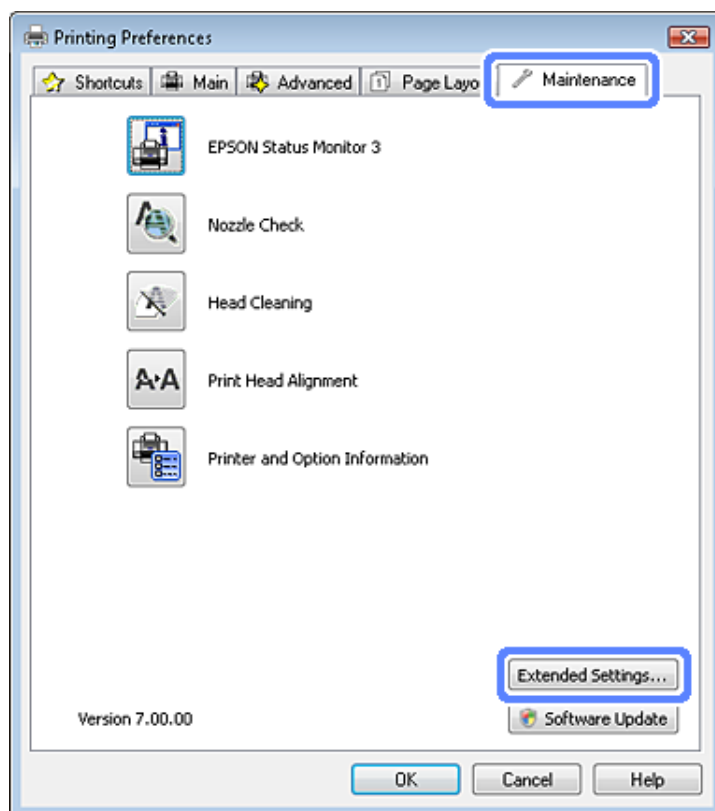 Printing Preferences
Shortcuts Main Advanced Page Layo Maintenance
EPSON Status Monitor 3
Nozzle Check
Head Cleaning
A A Print Head Alignment
Printer and Option Information
Extended Settings...
Version 7.00.00 Software Update
OK Cancel Help